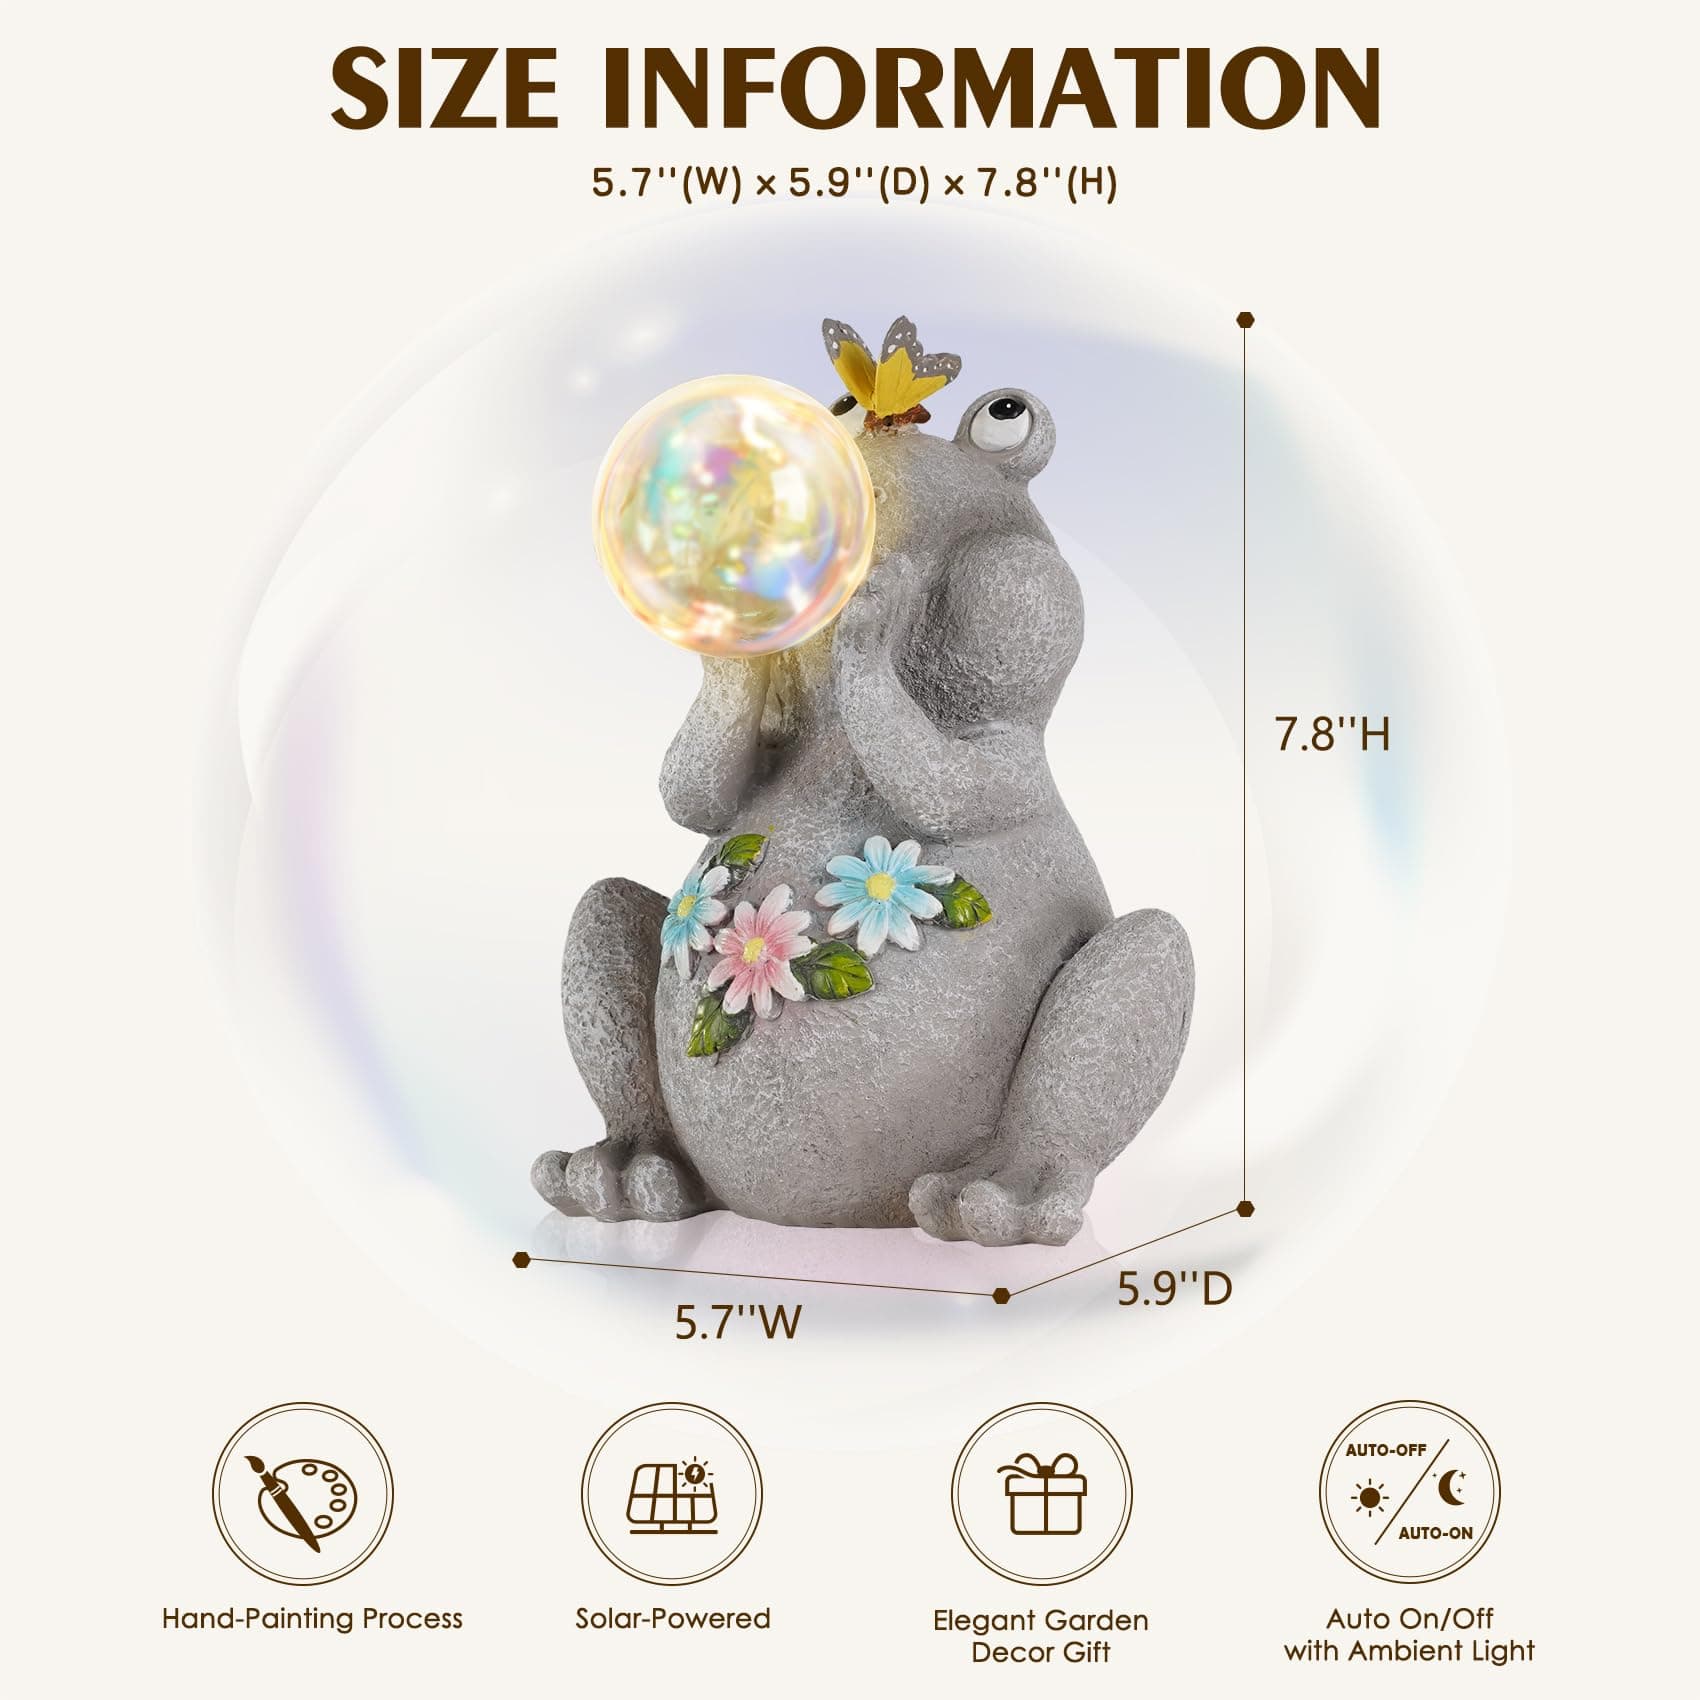 SIZE INFORMATION
5.7''(W) x 5.9''(D) x 7.8''(H)
7.8''H
5.9''D
5.7''W
AUTO-OFF
AUTO-ON
Hand-Painting Process
Solar-Powered
Elegant Garden
Decor Gift
Auto On/Off
with Ambient Light